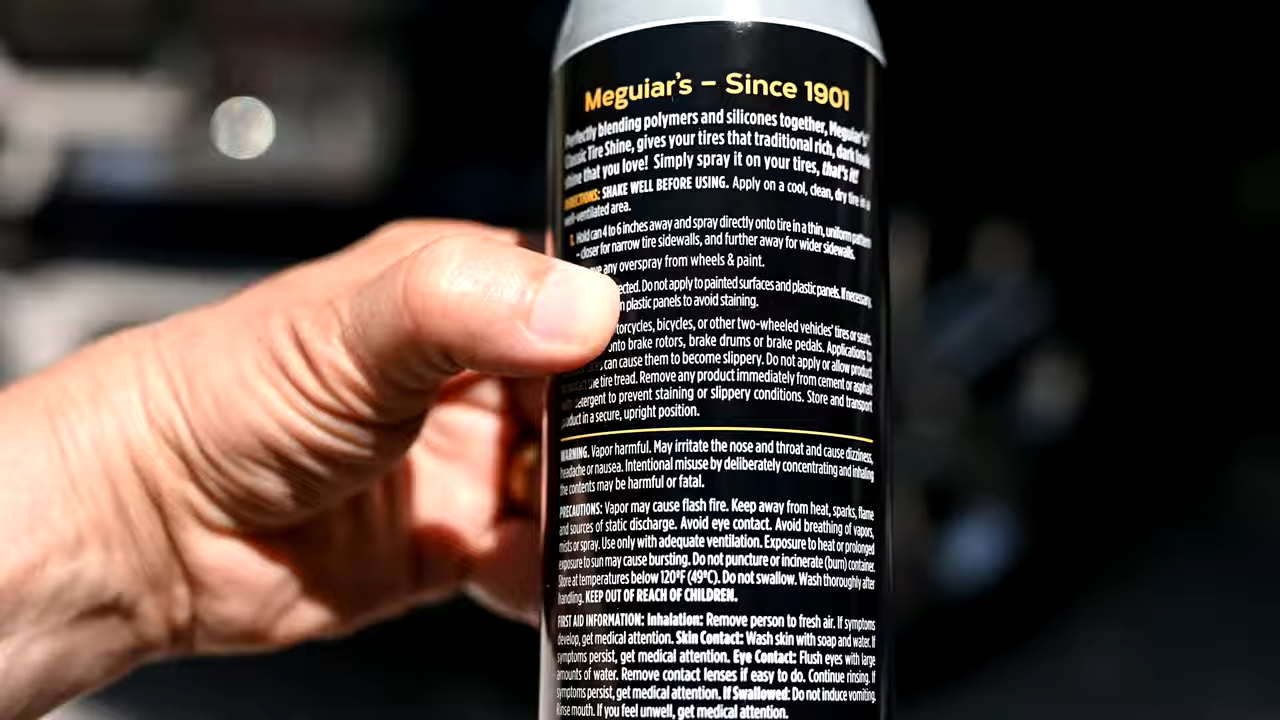 Meguiar's – Since 1901
Perfectly blending polymers and silicones together, Meguiar's®
Classic Tire Shine, gives your tires that traditional rich, dark look
shine that you love! Simply spray it on your tires, that's it!
DIRECTIONS: SHAKE WELL BEFORE USING. Apply on a cool, clean, dry tire in a
well-ventilated area.
1. Hold can 4 to 6 inches away and spray directly onto tire in a thin, uniform pattern
– closer for narrow tire sidewalls, and further away for wider sidewalls.
any overspray from wheels & paint.
Do not apply to painted surfaces and plastic panels. If necessary,
plastic panels to avoid staining.
bicycles, or other two-wheeled vehicles' tires or seats.
onto brake rotors, brake drums or brake pedals. Applications to
can cause them to become slippery. Do not apply or allow product
the tire tread. Remove any product immediately from cement or asphalt
detergent to prevent staining or slippery conditions. Store and transport
product in a secure, upright position.
WARNING. Vapor harmful. May irritate the nose and throat and cause dizziness,
headache or nausea. Intentional misuse by deliberately concentrating and inhaling
the contents may be harmful or fatal.
PRECAUTIONS: Vapor may cause flash fire. Keep away from heat, sparks, flame
and sources of static discharge. Avoid eye contact. Avoid breathing of vapors,
mists or spray. Use only with adequate ventilation. Exposure to heat or prolonged
exposure to sun may cause bursting. Do not puncture or incinerate (burn) container.
Store at temperatures below 120°F (49°C). Do not swallow. Wash thoroughly after
handling. KEEP OUT OF REACH OF CHILDREN.
FIRST AID INFORMATION: Inhalation: Remove person to fresh air. If symptoms
develop, get medical attention. Skin Contact: Wash skin with soap and water. If
symptoms persist, get medical attention. Eye Contact: Flush eyes with large
amounts of water. Remove contact lenses if easy to do. Continue rinsing. If
symptoms persist, get medical attention. If Swallowed: Do not induce vomiting.
Rinse mouth. If you feel unwell, get medical attention.